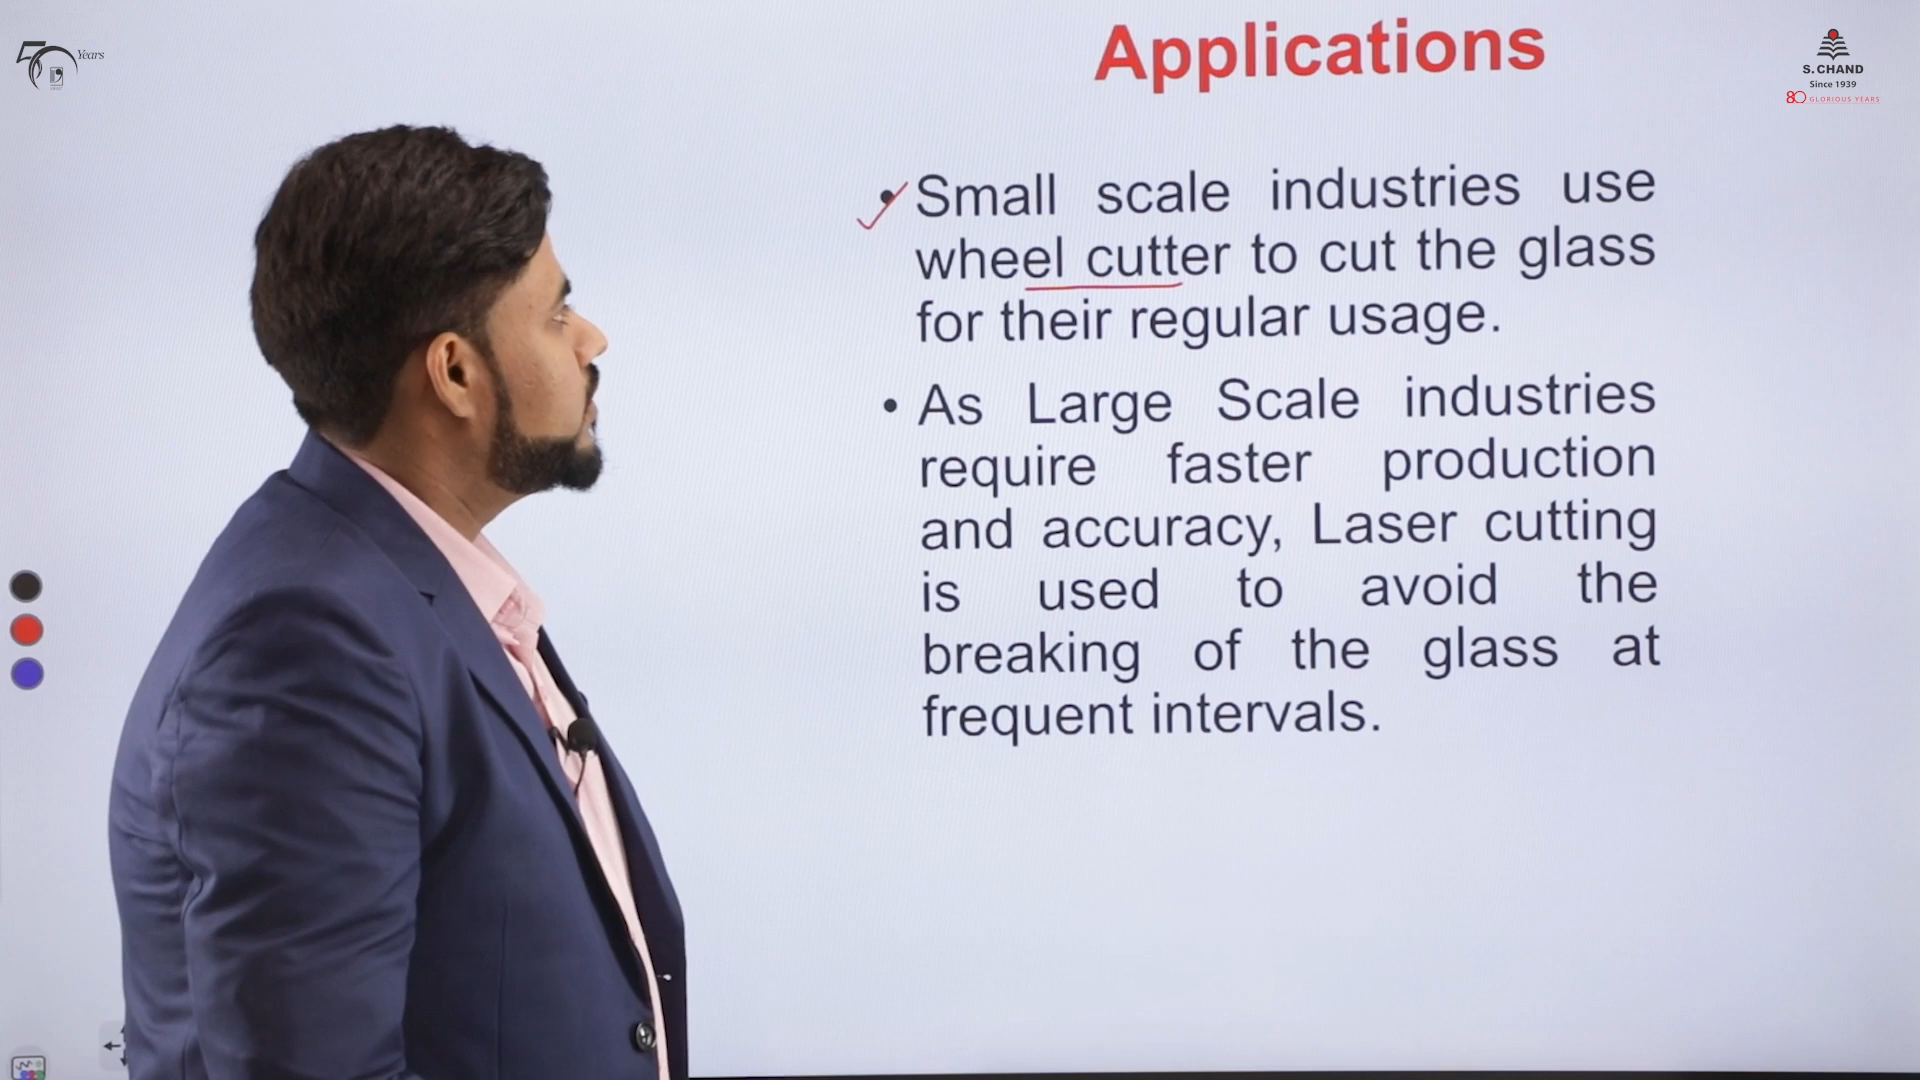 50 Years
S. CHAND
Since 1939
80 GLORIOUS YEARS
Applications
• Small scale industries use
wheel cutter to cut the glass
for their regular usage.
• As Large Scale industries
require faster production
and accuracy, Laser cutting
is used to avoid the
breaking of the glass at
frequent intervals.